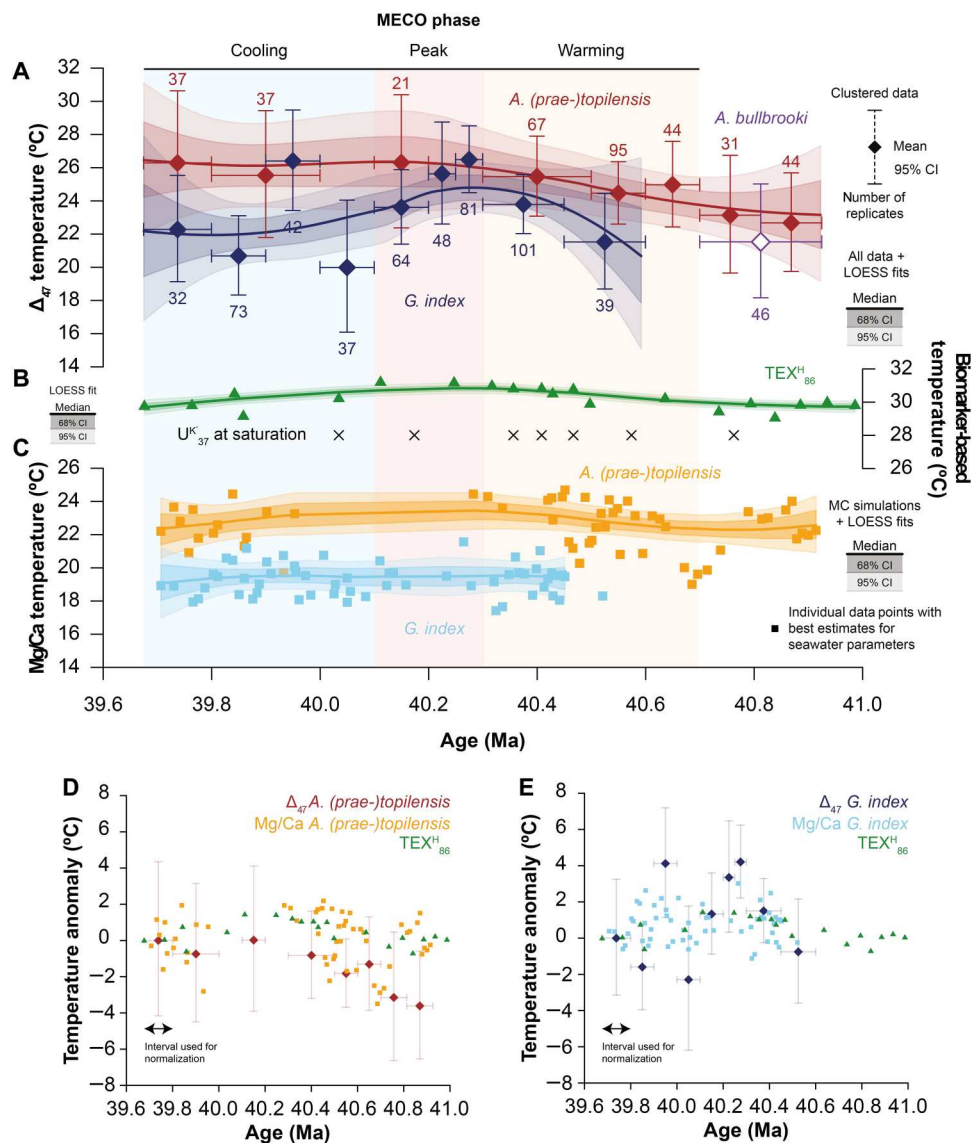 MECO phase
Cooling
Peak
Warming
A
32
30
28
26
24
22
20
18
16
14
Δ47 temperature (ºC)
37
37
21
A. (prae-)topilensis
67
95
44
A. bullbrooki
31
44
42
32
73
37
64
48
81
G. index
101
39
46
Clustered data
Mean
95% CI
Number of
replicates
All data +
LOESS fits
Median
68% CI
95% CI
B
LOESS fit
Median
68% CI
95% CI
TEXH86
UK'37 at saturation
32
30
28
26
Biomarker-based
temperature (ºC)
C
26
24
22
20
18
16
14
Mg/Ca temperature (ºC)
A. (prae-)topilensis
G. index
MC simulations
+ LOESS fits
Median
68% CI
95% CI
Individual data points with
best estimates for
seawater parameters
39.6 39.8 40.0 40.2 40.4 40.6 40.8 41.0
Age (Ma)
D
8
6
4
2
0
−2
−4
−6
−8
Temperature anomaly (ºC)
Δ47 A. (prae-)topilensis
Mg/Ca A. (prae-)topilensis
TEXH86
Interval used for
normalization
39.6 39.8 40.0 40.2 40.4 40.6 40.8 41.0
Age (Ma)
E
8
6
4
2
0
−2
−4
−6
−8
Temperature anomaly (ºC)
Δ47 G. index
Mg/Ca G. index
TEXH86
Interval used for
normalization
39.6 39.8 40.0 40.2 40.4 40.6 40.8 41.0
Age (Ma)